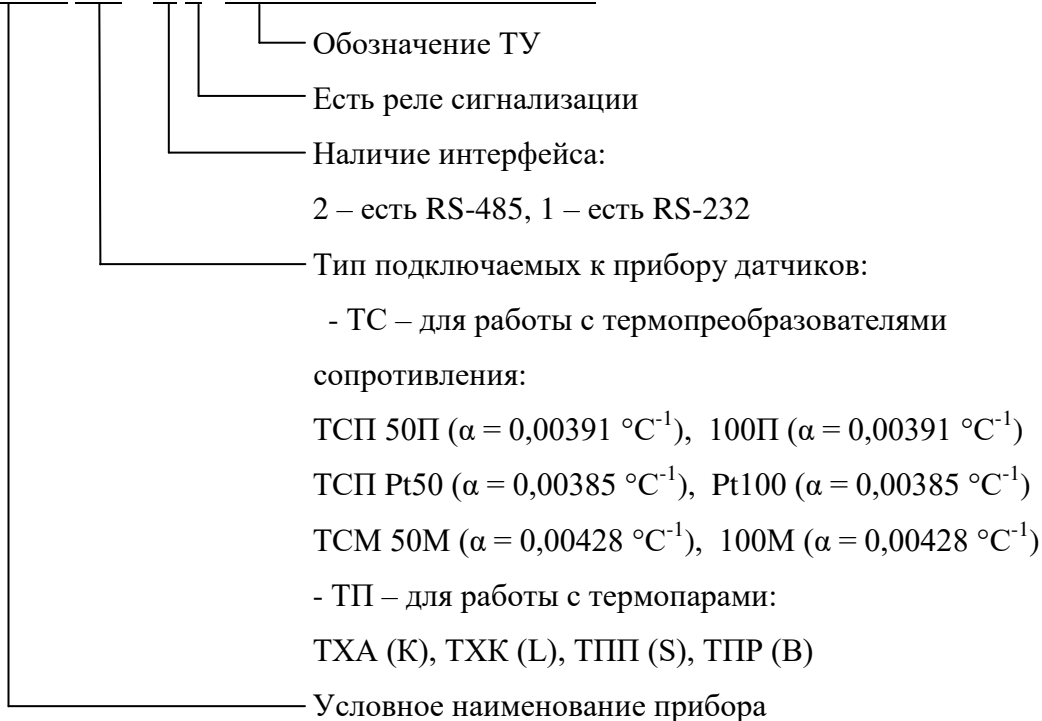 Обозначение ТУ
Есть реле сигнализации
Наличие интерфейса:
2 – есть RS-485, 1 – есть RS-232
Тип подключаемых к прибору датчиков:
- ТС – для работы с термопреобразователями
сопротивления:
ТСП 50П (α = 0,00391 °C⁻¹), 100П (α = 0,00391 °C⁻¹)
ТСП Pt50 (α = 0,00385 °C⁻¹), Pt100 (α = 0,00385 °C⁻¹)
ТСМ 50М (α = 0,00428 °C⁻¹), 100М (α = 0,00428 °C⁻¹)
- ТП – для работы с термопарами:
ТХА (К), ТХК (L), ТПП (S), ТПР (В)
Условное наименование прибора